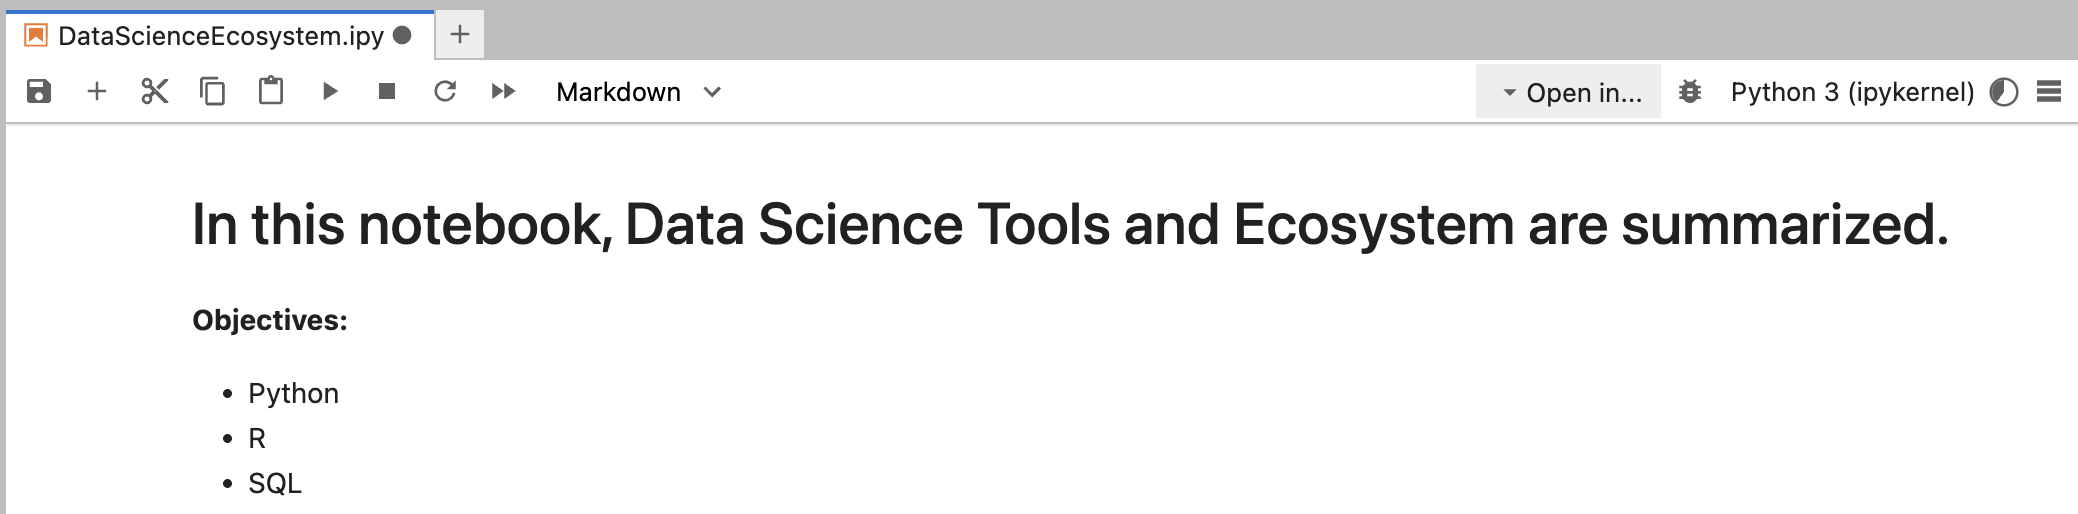 DataScienceEcosystem.ipy
Markdown
Open in...
Python 3 (ipykernel)
In this notebook, Data Science Tools and Ecosystem are summarized.
Objectives:
• Python
• R
• SQL